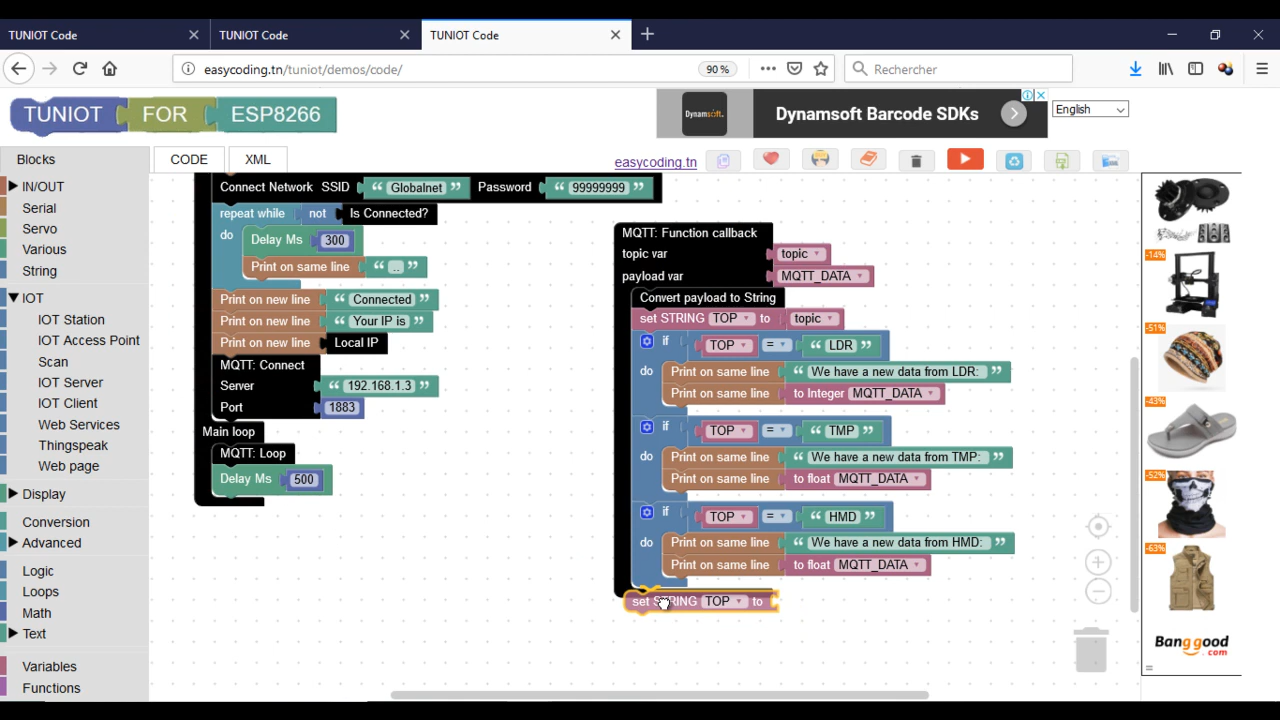 TUNIOT Code
TUNIOT Code
TUNIOT Code
easycoding.tn/tuniot/demos/code/
90 %
Rechercher
TUNIOT FOR ESP8266
Dynamsoft.
Dynamsoft Barcode SDKs
English
Blocks
CODE
XML
easycoding.tn
IN/OUT
Serial
Servo
Various
String
IOT
IOT Station
IOT Access Point
Scan
IOT Server
IOT Client
Web Services
Thingspeak
Web page
Display
Conversion
Advanced
Logic
Loops
Math
Text
Variables
Functions
Connect Network SSID “ Globalnet ” Password “ 99999999 ”
repeat while not Is Connected?
do Delay Ms 300
Print on same line “ .. ”
Print on new line “ Connected ”
Print on new line “ Your IP is ”
Print on new line Local IP
MQTT: Connect
Server “ 192.168.1.3 ”
Port 1883
Main loop
MQTT: Loop
Delay Ms 500
MQTT: Function callback
topic var topic
payload var MQTT_DATA
Convert payload to String
set STRING TOP to topic
if TOP = “ LDR ”
do Print on same line “ We have a new data from LDR: ”
Print on same line to Integer MQTT_DATA
if TOP = “ TMP ”
do Print on same line “ We have a new data from TMP: ”
Print on same line to float MQTT_DATA
if TOP = “ HMD ”
do Print on same line “ We have a new data from HMD: ”
Print on same line to float MQTT_DATA
set STRING TOP to
-14%
-51%
-43%
-52%
-63%
Banggood
.com